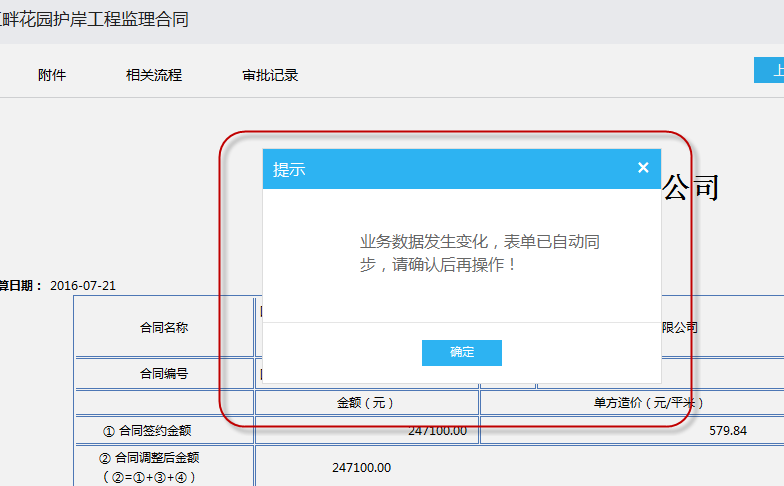 畔花园护岸工程监理合同
附件 相关流程 审批记录 上
提示 ×
公司
业务数据发生变化，表单已自动同
步，请确认后再操作！
算日期： 2016-07-21
合同名称 限公司
确定
合同编号
金额（元） 单方造价（元/平米）
① 合同签约金额 247100.00 579.84
② 合同调整后金额
（②=①+③+④） 247100.00